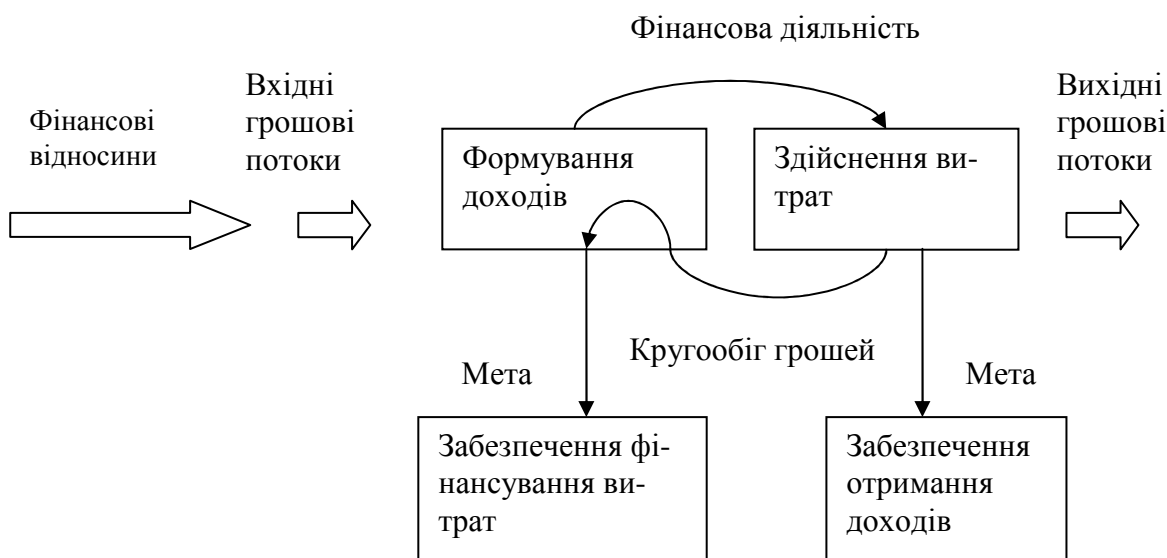 Фінансова діяльність
Фінансові
відносини
Вхідні
грошові
потоки
Формування
доходів
Здійснення ви-
трат
Вихідні
грошові
потоки
Кругообіг грошей
Мета
Мета
Забезпечення фі-
нансування ви-
трат
Забезпечення
отримання
доходів